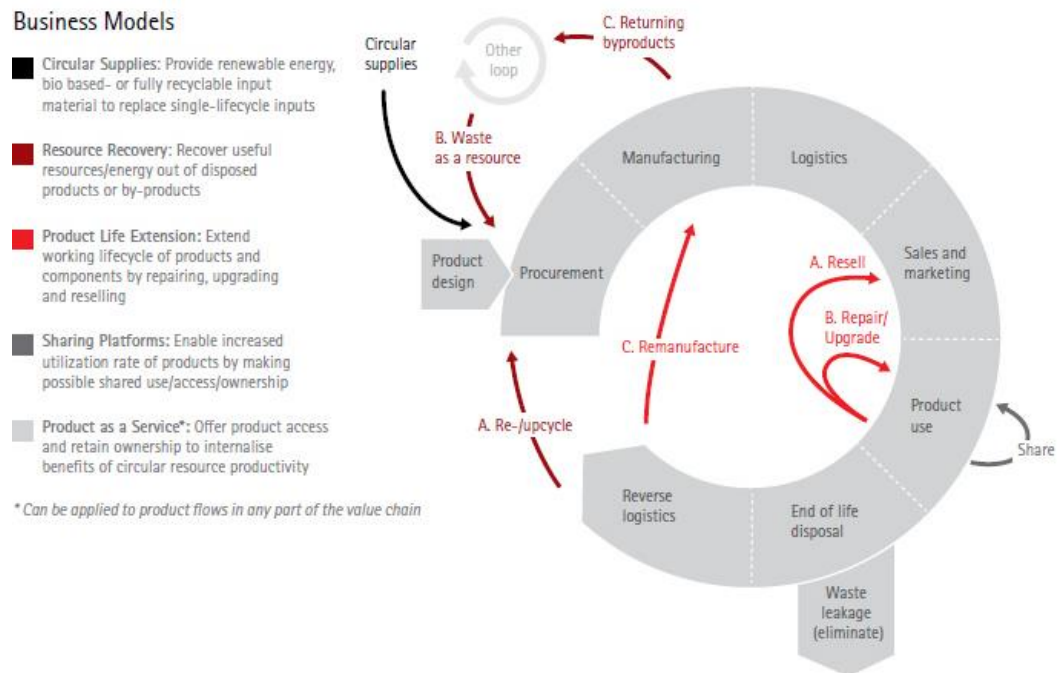 Business Models
Circular Supplies: Provide renewable energy,
bio based- or fully recyclable input
material to replace single-lifecycle inputs
Resource Recovery: Recover useful
resources/energy out of disposed
products or by-products
Product Life Extension: Extend
working lifecycle of products and
components by repairing, upgrading
and reselling
Sharing Platforms: Enable increased
utilization rate of products by making
possible shared use/access/ownership
Product as a Service*: Offer product access
and retain ownership to internalise
benefits of circular resource productivity
* Can be applied to product flows in any part of the value chain
Circular
supplies
Other
loop
C. Returning
byproducts
B. Waste
as a resource
Manufacturing
Logistics
Product
design
Procurement
Sales and
marketing
A. Resell
B. Repair/
Upgrade
C. Remanufacture
A. Re-/upcycle
Product
use
Share
Reverse
logistics
End of life
disposal
Waste
leakage
(eliminate)